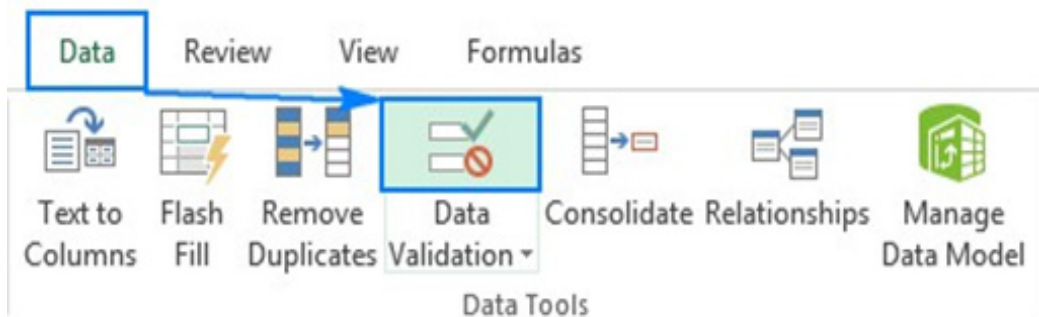 Data Review View Formulas
Text to Columns Flash Fill Remove Duplicates Data Validation Consolidate Relationships Manage Data Model
Data Tools